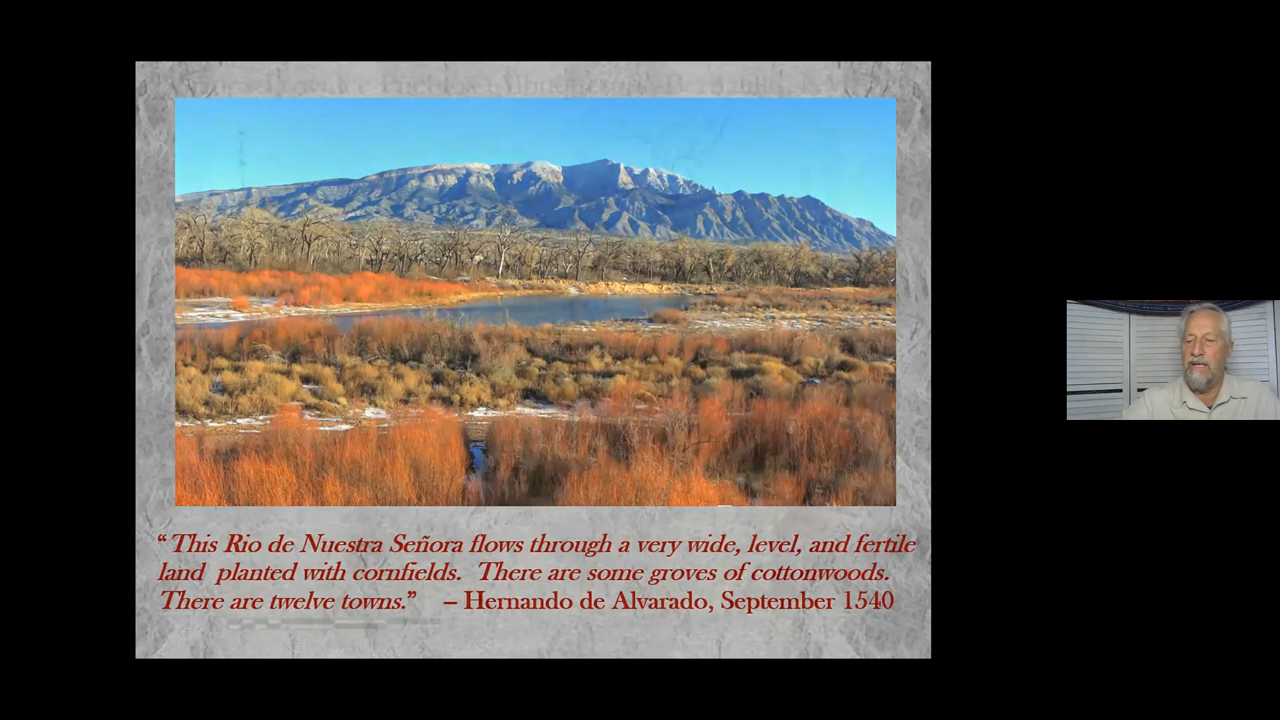 “This Rio de Nuestra Señora flows through a very wide, level, and fertile
land planted with cornfields. There are some groves of cottonwoods.
There are twelve towns.” – Hernando de Alvarado, September 1540